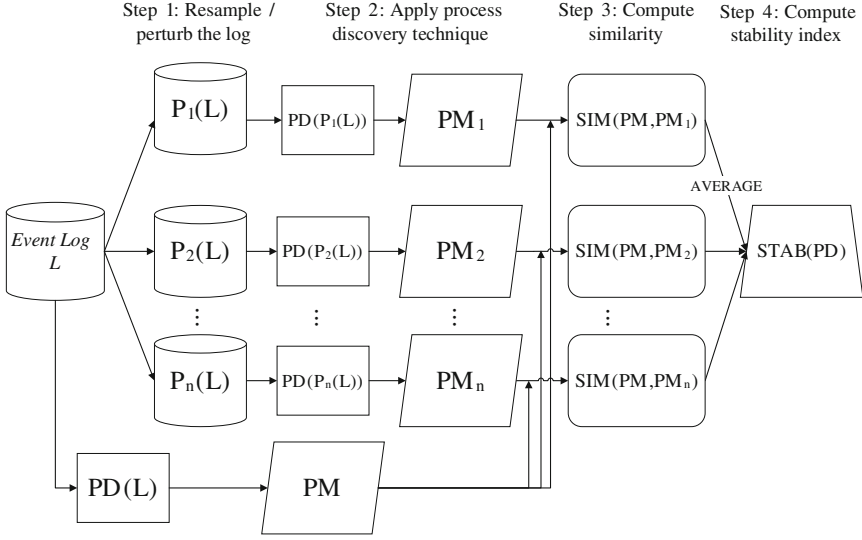 Step 1: Resample /
perturb the log
Step 2: Apply process
discovery technique
Step 3: Compute
similarity
Step 4: Compute
stability index
P₁(L)
PD(P₁(L))
PM₁
SIM(PM,PM₁)
AVERAGE
Event Log
L
P₂(L)
PD(P₂(L))
PM₂
SIM(PM,PM₂)
STAB(PD)
Pₙ(L)
PD(Pₙ(L))
PMₙ
SIM(PM,PMₙ)
PD(L)
PM